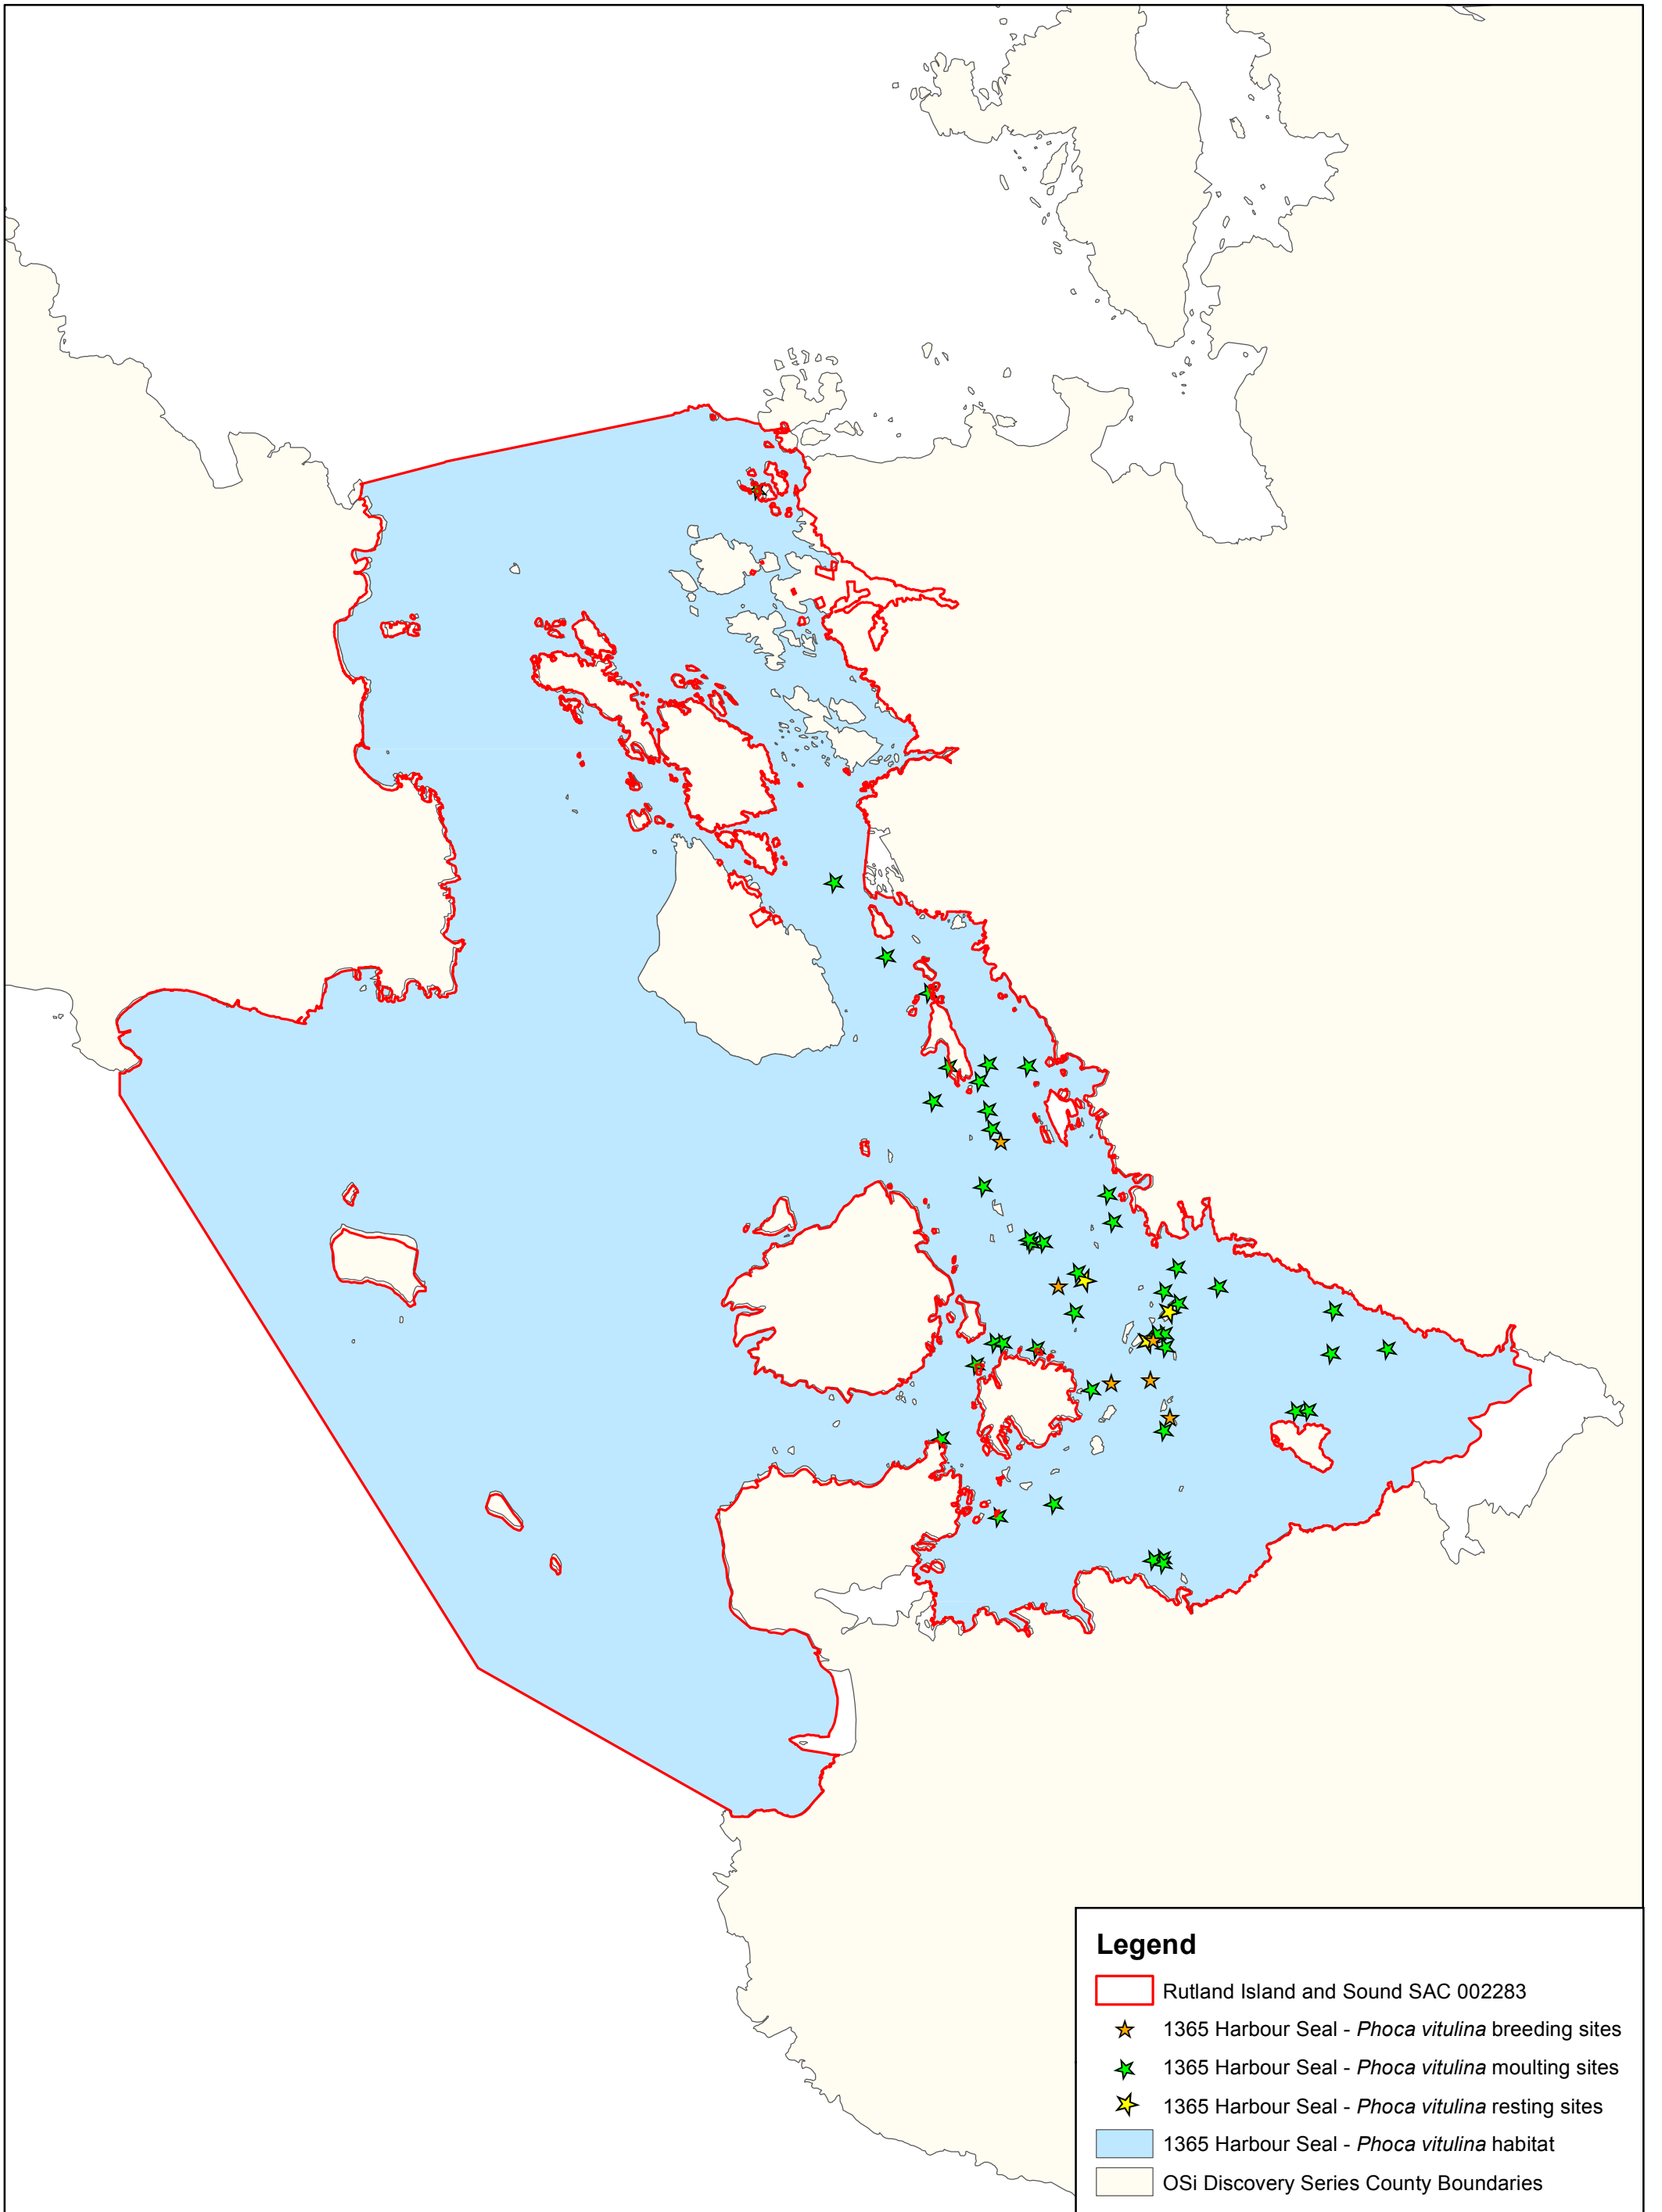 Legend
Rutland Island and Sound SAC 002283
1365 Harbour Seal - Phoca vitulina breeding sites
1365 Harbour Seal - Phoca vitulina moulting sites
1365 Harbour Seal - Phoca vitulina resting sites
1365 Harbour Seal - Phoca vitulina habitat
OSi Discovery Series County Boundaries